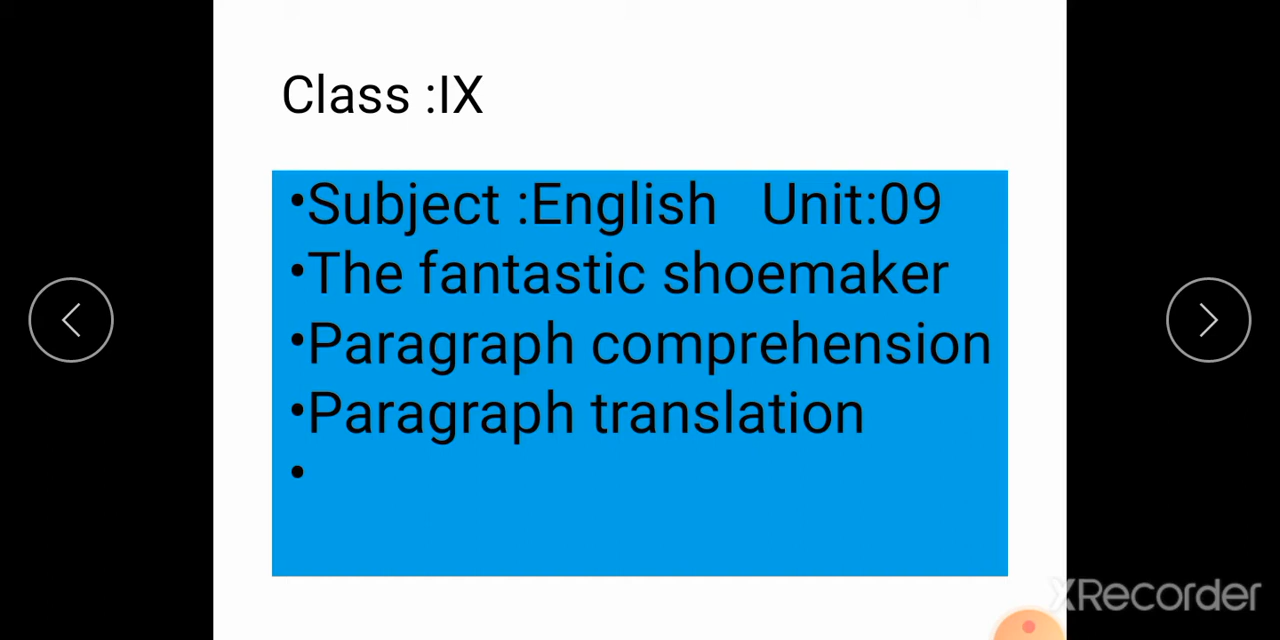 Class :IX
•Subject :English Unit:09
•The fantastic shoemaker
•Paragraph comprehension
•Paragraph translation
•
XRecorder